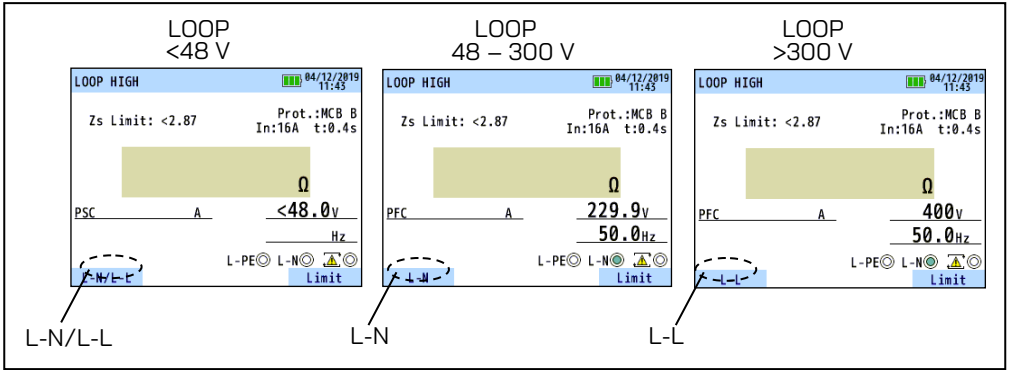 LOOP
<48 V
LOOP HIGH
04/12/2019
11:43
Zs Limit: <2.87
Prot.:MCB B
In:16A t:0.4s
Ω
PSC A <48.0V
Hz
L-PE L-N
L-N/L-L
Limit
L-N/L-L
LOOP
48 – 300 V
LOOP HIGH
04/12/2019
11:43
Zs Limit: <2.87
Prot.:MCB B
In:16A t:0.4s
Ω
PFC A 229.9V
50.0Hz
L-PE L-N
L-N
Limit
L-N
LOOP
>300 V
LOOP HIGH
04/12/2019
11:43
Zs Limit: <2.87
Prot.:MCB B
In:16A t:0.4s
Ω
PFC A 400V
50.0Hz
L-PE L-N
L-L
Limit
L-L